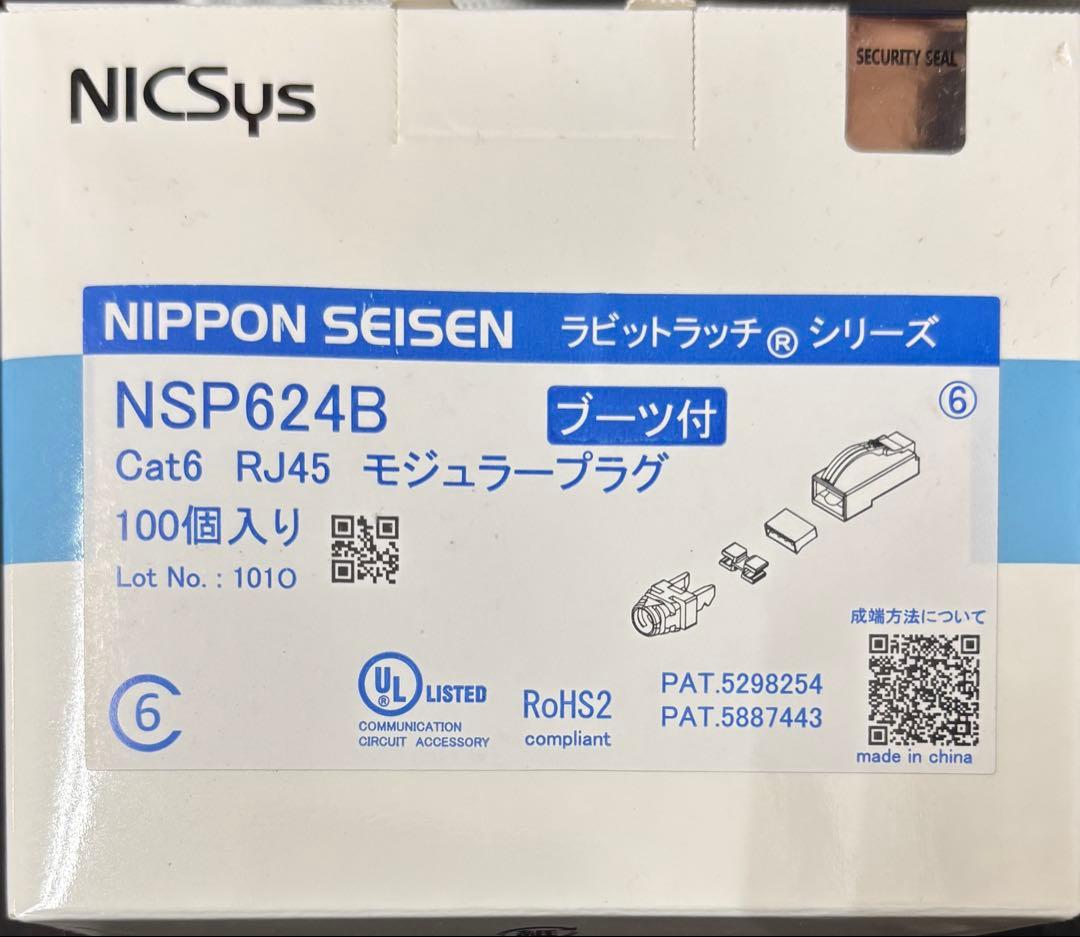 NICSys
SECURITY SEAL
NIPPON SEISEN ラビットラッチ®シリーズ
NSP624B ブーツ付 ⑥
Cat6 RJ45 モジュラープラグ
100個入り
Lot No. : 101O
成端方法について
6
UL ® LISTED
COMMUNICATION
CIRCUIT ACCESSORY
RoHS2
compliant
PAT.5298254
PAT.5887443
made in china